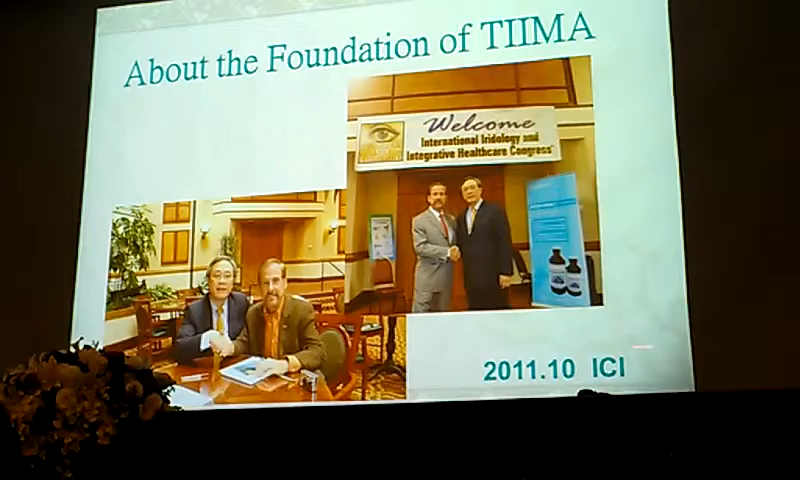 About the Foundation of TIIMA
Welcome
International Iridology and
Integrative Healthcare Congress
2011.10 ICI